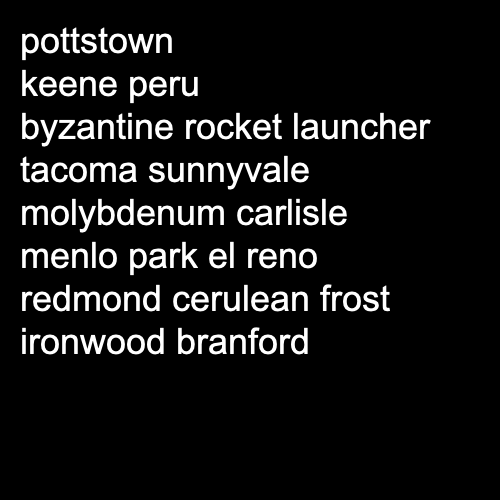 pottstown
keene peru
byzantine rocket launcher
tacoma sunnyvale
molybdenum carlisle
menlo park el reno
redmond cerulean frost
ironwood branford